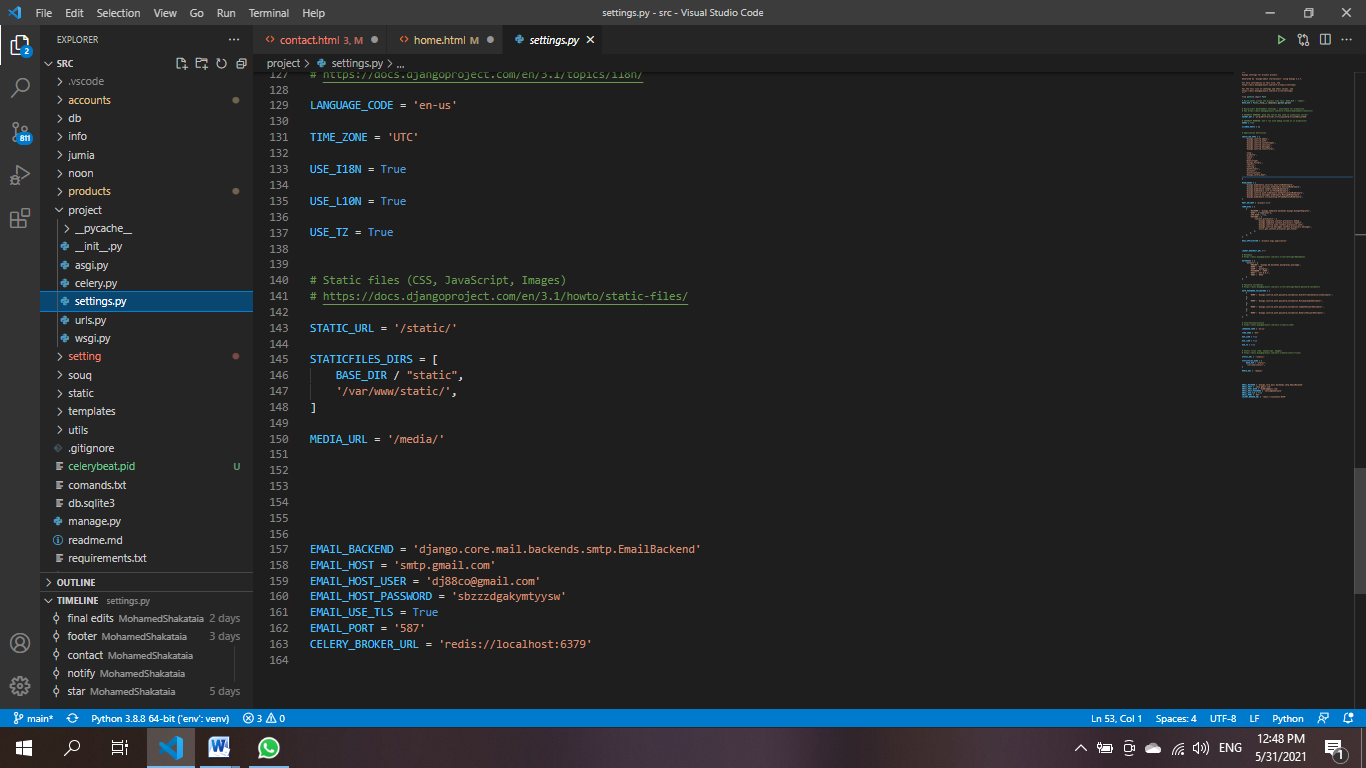 File Edit Selection View Go Run Terminal Help settings.py - src - Visual Studio Code
EXPLORER
contact.html 3, M
home.html M
settings.py
project > settings.py > ...
SRC
.vscode
accounts
db
info
jumia
noon
products
project
__pycache__
__init__.py
asgi.py
celery.py
settings.py
urls.py
wsgi.py
setting
souq
static
templates
utils
.gitignore
celerybeat.pid U
comands.txt
db.sqlite3
manage.py
readme.md
requirements.txt
OUTLINE
TIMELINE settings.py
final edits MohamedShakataia 2 days
footer MohamedShakataia 3 days
contact MohamedShakataia
notify MohamedShakataia
star MohamedShakataia 5 days
2
811
127 # https://docs.djangoproject.com/en/3.1/topics/i18n/
128
129 LANGUAGE_CODE = 'en-us'
130
131 TIME_ZONE = 'UTC'
132
133 USE_I18N = True
134
135 USE_L10N = True
136
137 USE_TZ = True
138
139
140 # Static files (CSS, JavaScript, Images)
141 # https://docs.djangoproject.com/en/3.1/howto/static-files/
142
143 STATIC_URL = '/static/'
144
145 STATICFILES_DIRS = [
146 BASE_DIR / "static",
147 '/var/www/static/',
148 ]
149
150 MEDIA_URL = '/media/'
151
152
153
154
155
156
157 EMAIL_BACKEND = 'django.core.mail.backends.smtp.EmailBackend'
158 EMAIL_HOST = 'smtp.gmail.com'
159 EMAIL_HOST_USER = 'dj88co@gmail.com'
160 EMAIL_HOST_PASSWORD = 'sbzzzdgakymtyysw'
161 EMAIL_USE_TLS = True
162 EMAIL_PORT = '587'
163 CELERY_BROKER_URL = 'redis://localhost:6379'
164
main* Python 3.8.8 64-bit ('env': venv) 3 0 Ln 53, Col 1 Spaces: 4 UTF-8 LF Python
ENG
12:48 PM
5/31/2021
1